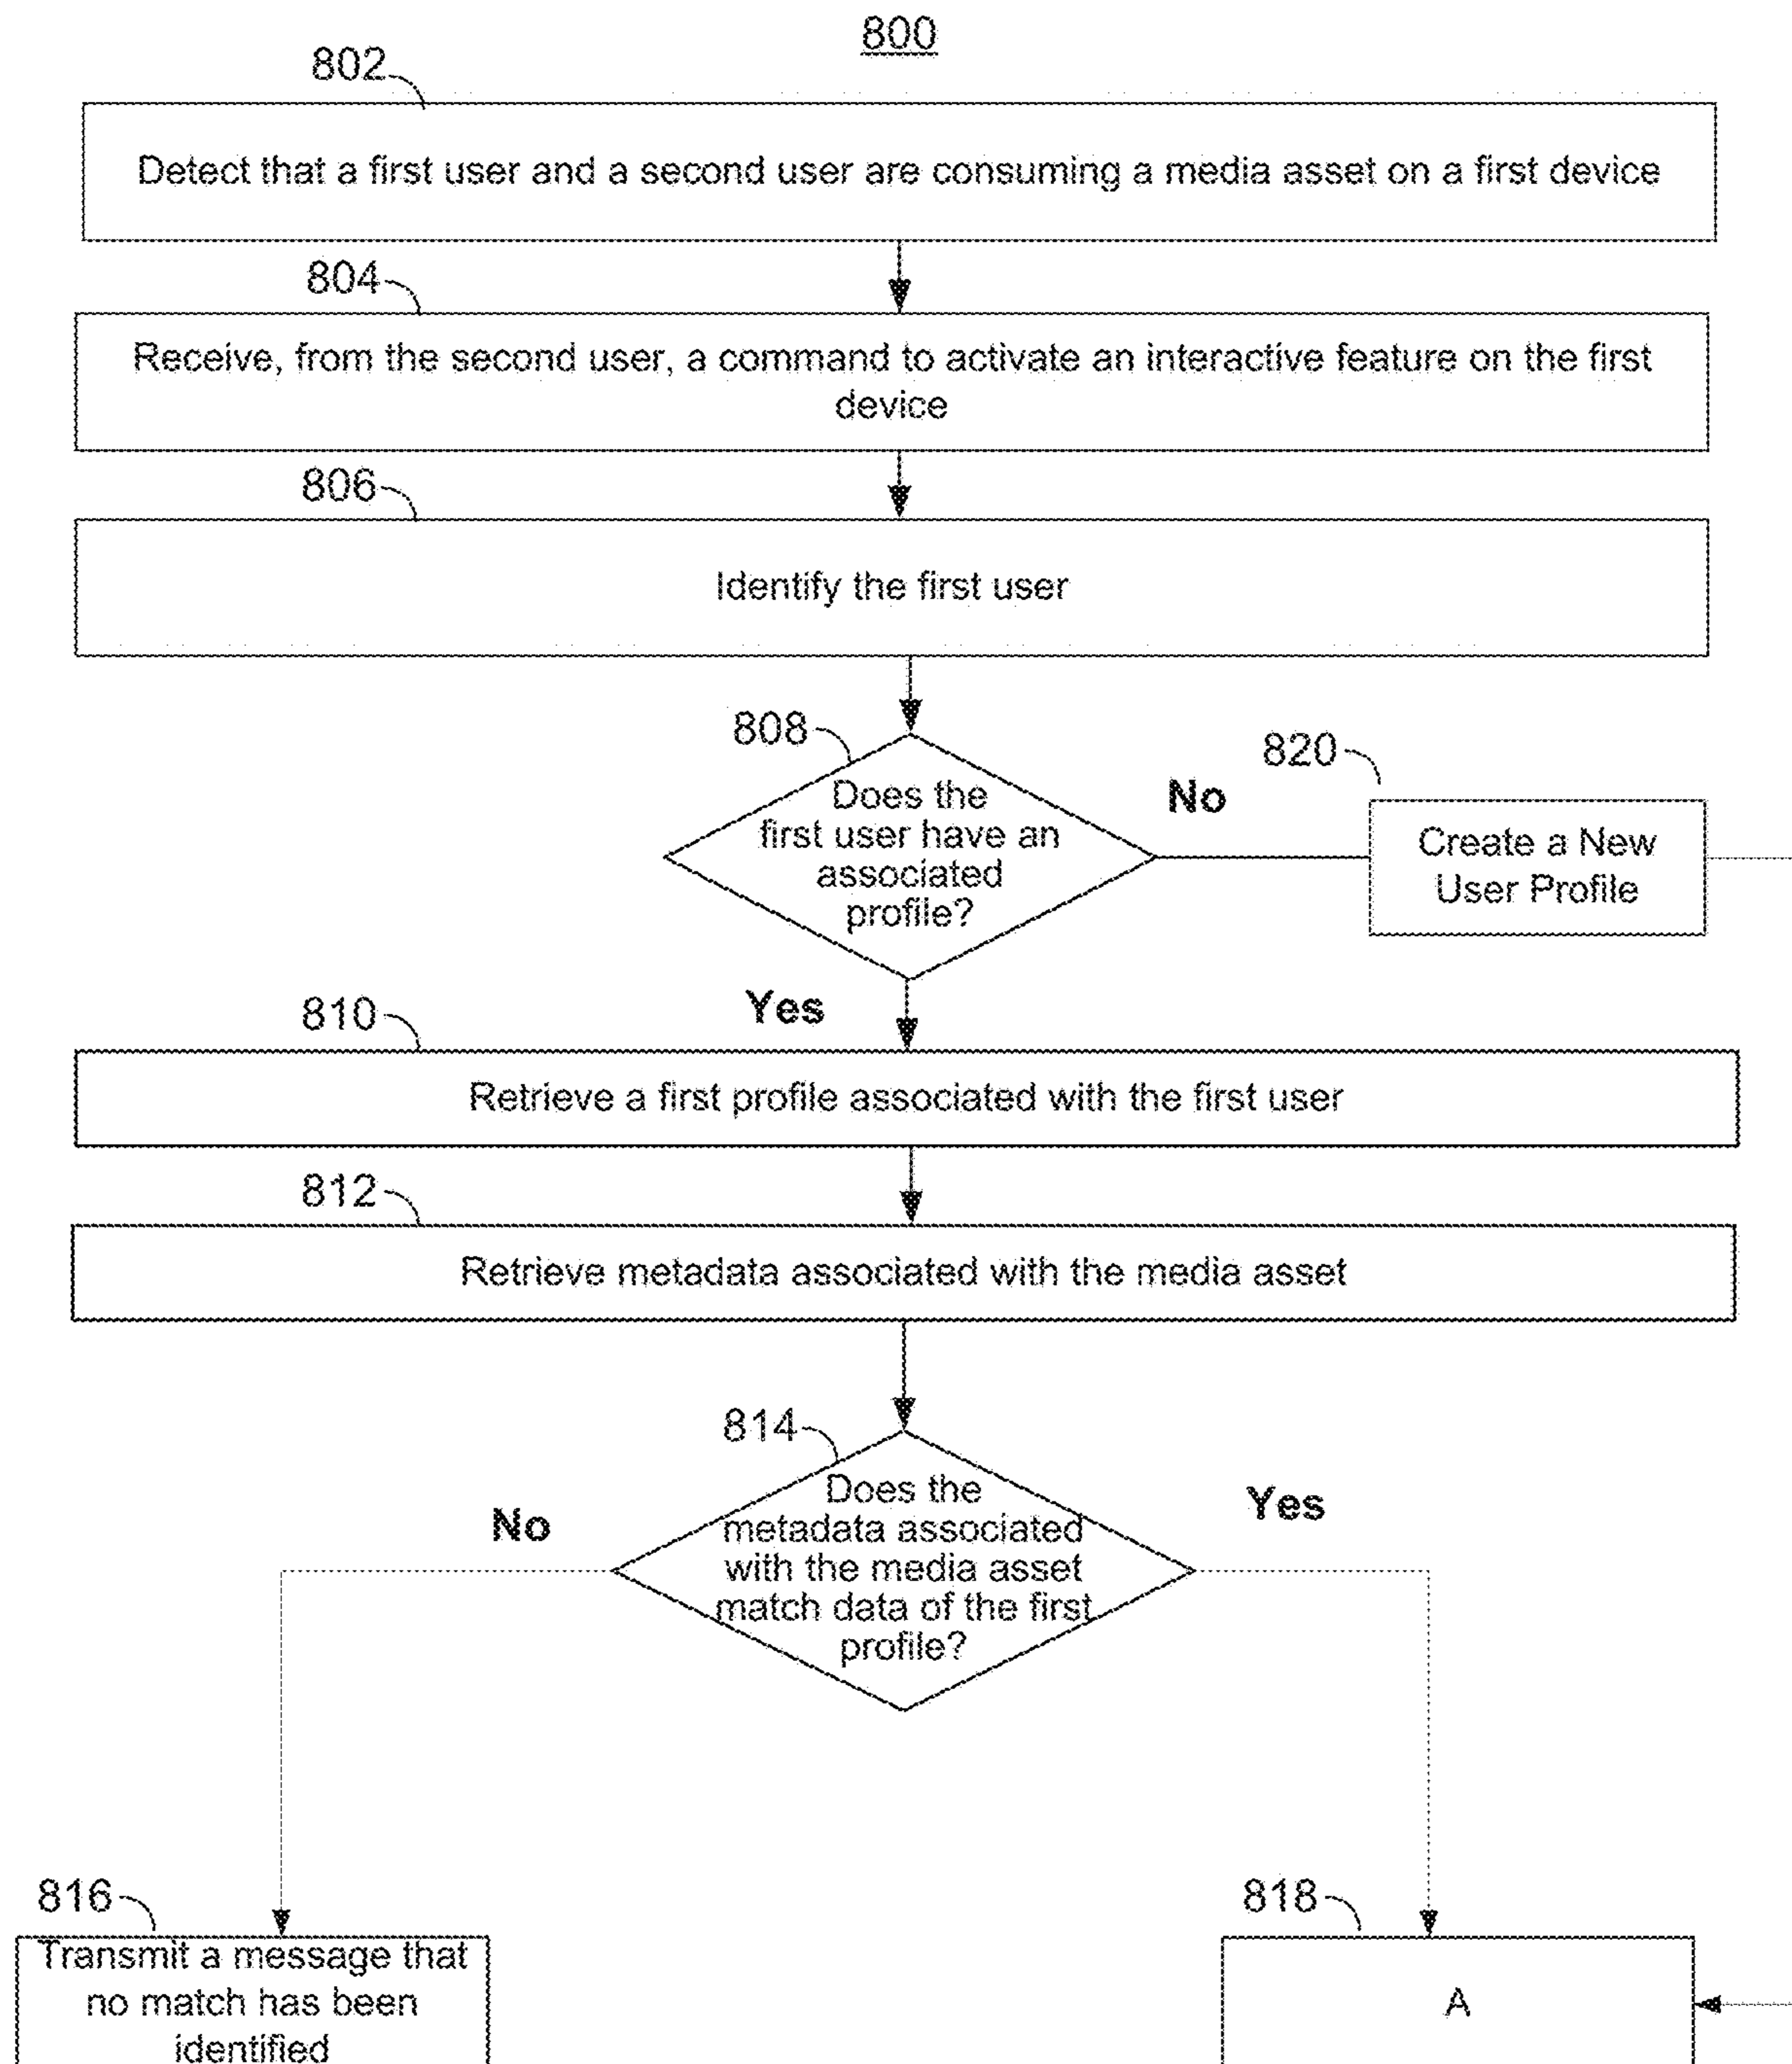 800
802
Detect that a first user and a second user are consuming a media asset on a first device
804
Receive, from the second user, a command to activate an interactive feature on the first
device
806
Identify the first user
808
Does the
first user have an
associated
profile?
No
820
Create a New
User Profile
Yes
810
Retrieve a first profile associated with the first user
812
Retrieve metadata associated with the media asset
814
Does the
metadata associated
with the media asset
match data of the first
profile?
No
Yes
816
Transmit a message that
no match has been
identified
818
A